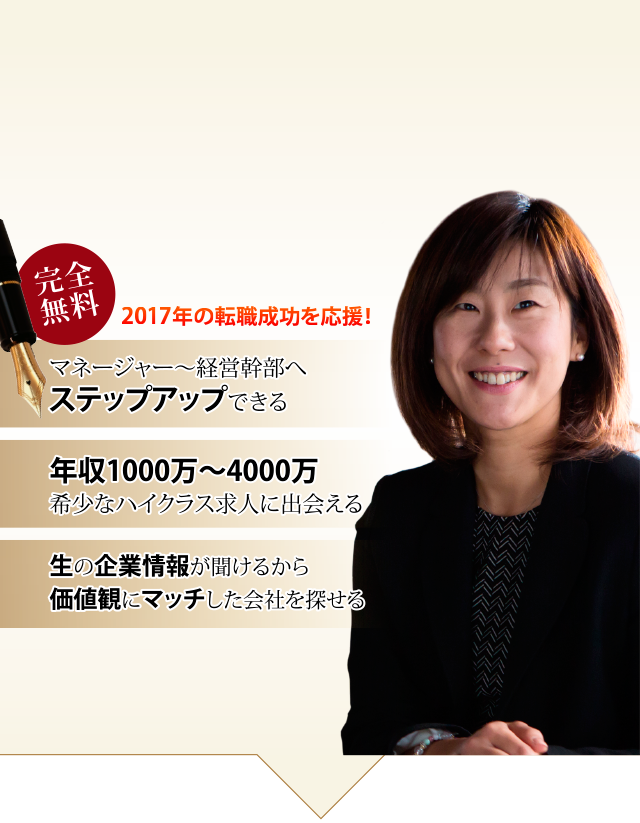 完全
無料
2017年の転職成功を応援!
マネージャー～経営幹部へ
ステップアップできる
年収1000万～4000万
希少なハイクラス求人に出会える
生の企業情報が聞けるから
価値観にマッチした会社を探せる